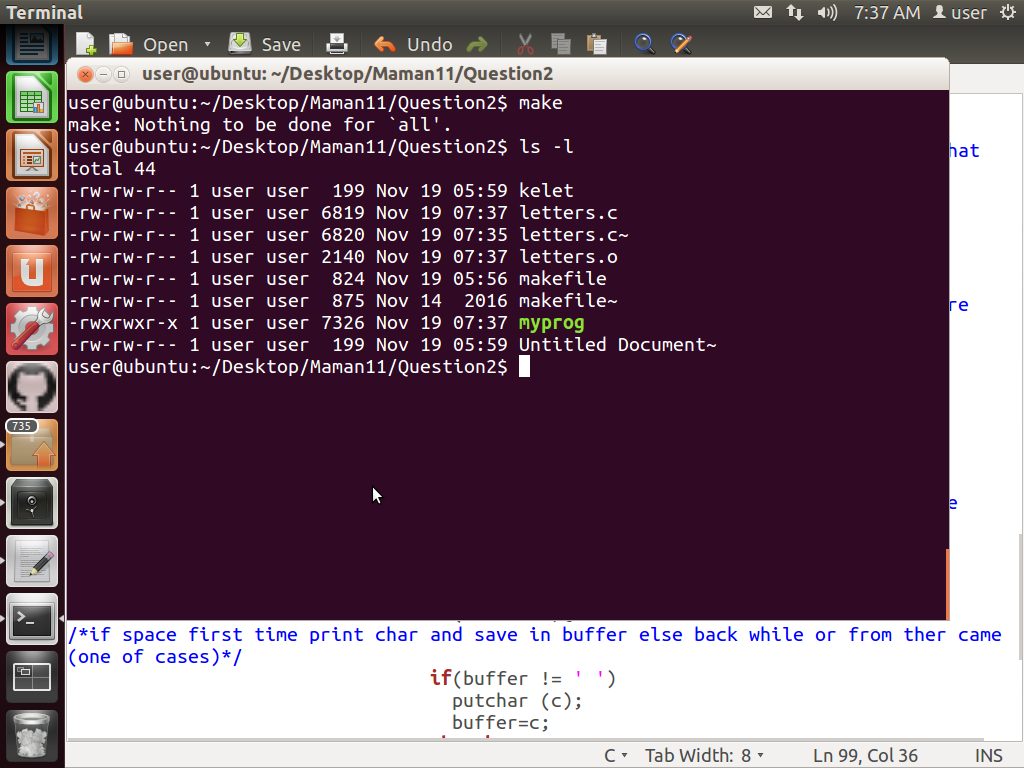 Terminal
7:37 AM
user
Open
Save
Undo
user@ubuntu: ~/Desktop/Maman11/Question2
user@ubuntu:~/Desktop/Maman11/Question2$ make
make: Nothing to be done for `all'.
user@ubuntu:~/Desktop/Maman11/Question2$ ls -l
total 44
-rw-rw-r-- 1 user user  199 Nov 19 05:59 kelet
-rw-rw-r-- 1 user user 6819 Nov 19 07:37 letters.c
-rw-rw-r-- 1 user user 6820 Nov 19 07:35 letters.c~
-rw-rw-r-- 1 user user 2140 Nov 19 07:37 letters.o
-rw-rw-r-- 1 user user  824 Nov 19 05:56 makefile
-rw-rw-r-- 1 user user  875 Nov 14  2016 makefile~
-rwxrwxr-x 1 user user 7326 Nov 19 07:37 myprog
-rw-rw-r-- 1 user user  199 Nov 19 05:59 Untitled Document~
user@ubuntu:~/Desktop/Maman11/Question2$
735
/*if space first time print char and save in buffer else back while or from ther came
(one of cases)*/
if(buffer != ' ')
putchar (c);
buffer=c;
C
Tab Width: 8
Ln 99, Col 36
INS